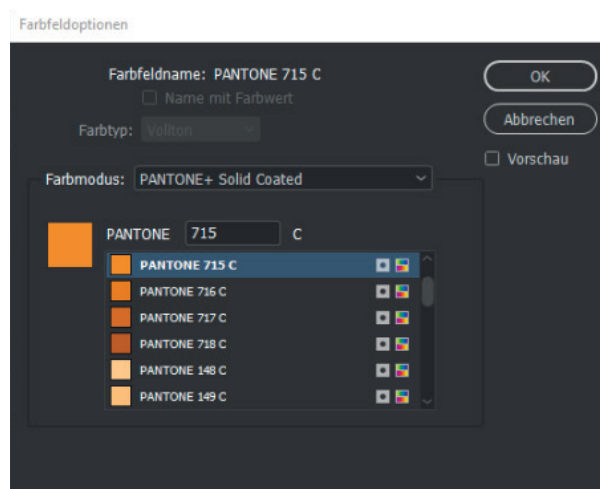 Farbfeldoptionen
Farbfeldname: PANTONE 715 C
Name mit Farbwert
Farbtyp: Vollton
Farbmodus: PANTONE+ Solid Coated
PANTONE 715 C
PANTONE 715 C
PANTONE 716 C
PANTONE 717 C
PANTONE 718 C
PANTONE 148 C
PANTONE 149 C
OK
Abbrechen
Vorschau